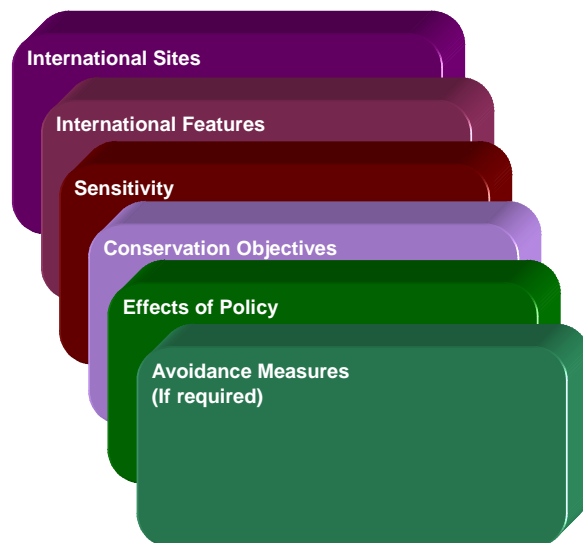 International Sites
International Features
Sensitivity
Conservation Objectives
Effects of Policy
Avoidance Measures
(If required)